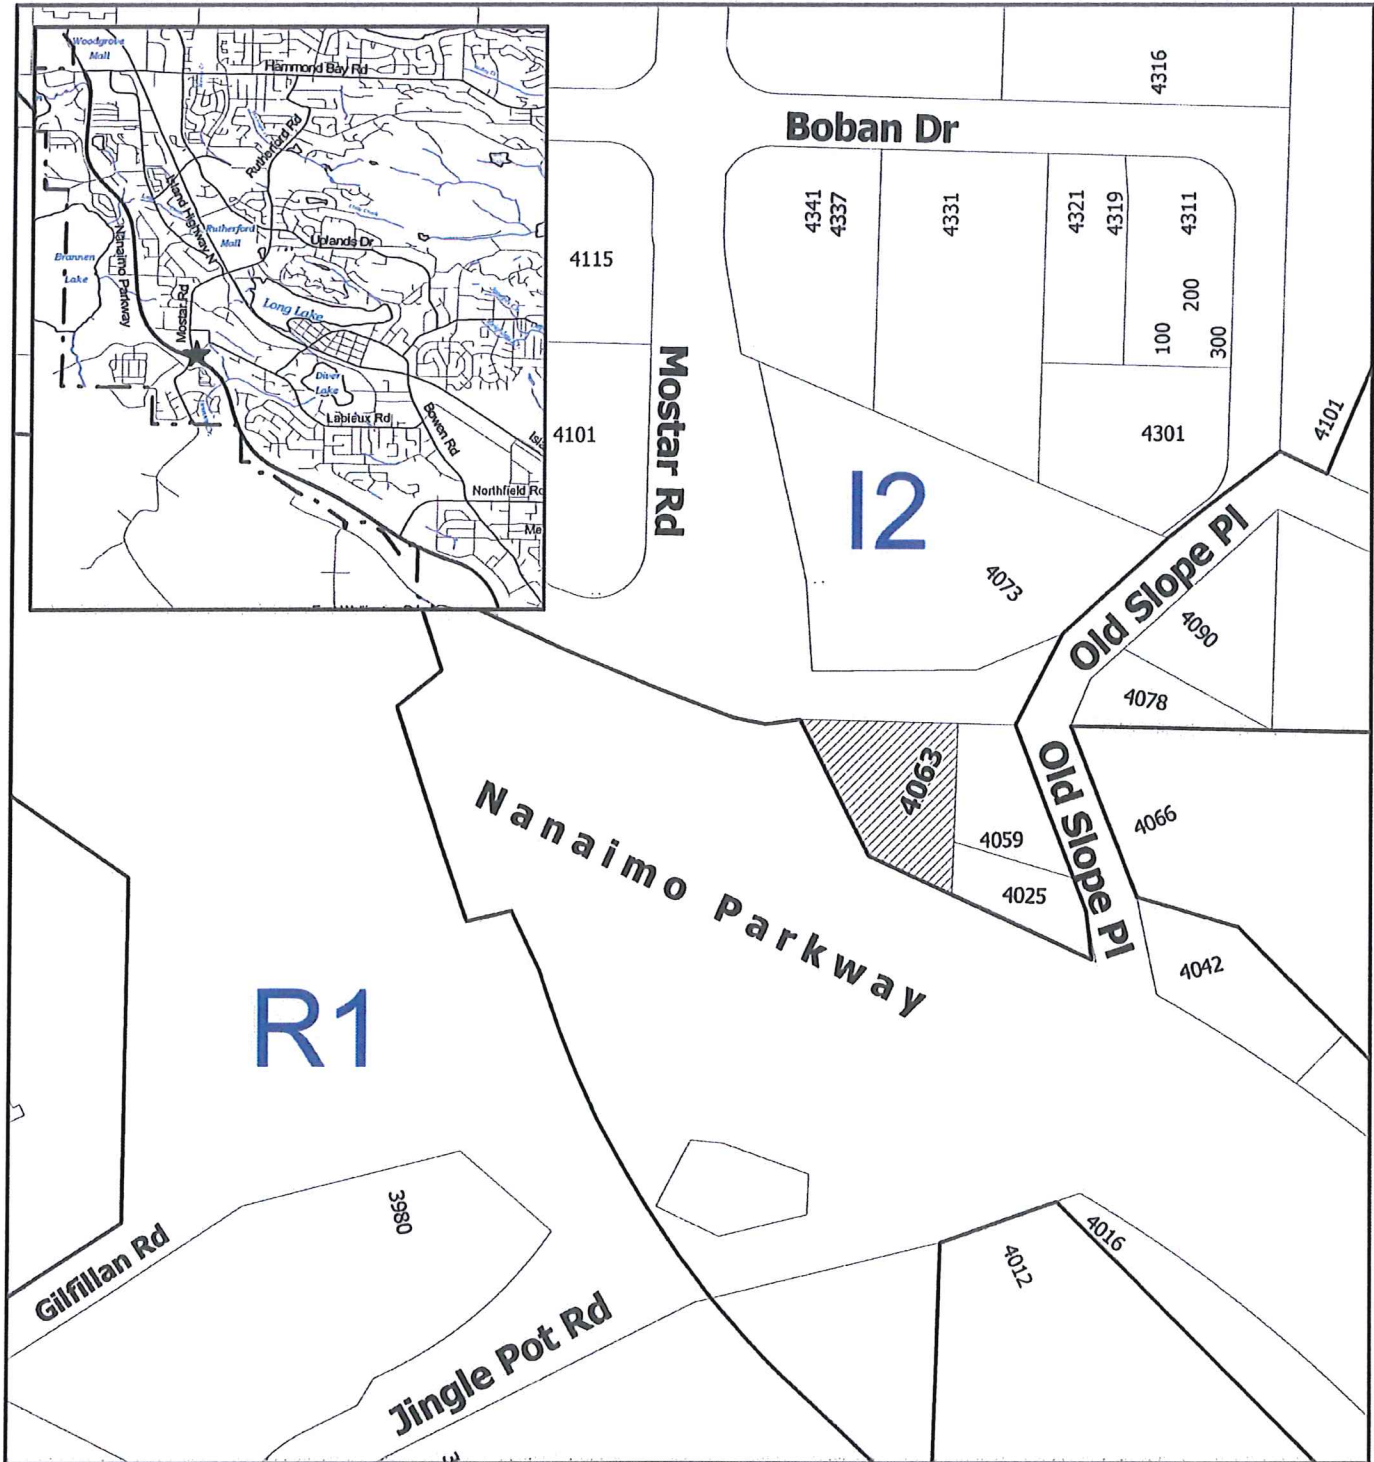 Woodgrove
Mall
Hammond Bay Rd
Rutherford Rd
Island Highway N
Rutherford
Mall
Uplands Dr
Brannen
Lake
Nanaimo Parkway
Mostar Rd
Long Lake
Diver
Lake
Labieux Rd
Bowen Rd
Northfield Rd
4316
Boban Dr
4341
4337
4331
4321
4319
4311
100
200
300
4115
4101
Mostar Rd
4301
4101
I2
4073
Old Slope Pl
4090
4078
4063
4059
4025
Old Slope Pl
4066
4042
Nanaimo Parkway
R1
3980
Gilfillan Rd
Jingle Pot Rd
4012
4016